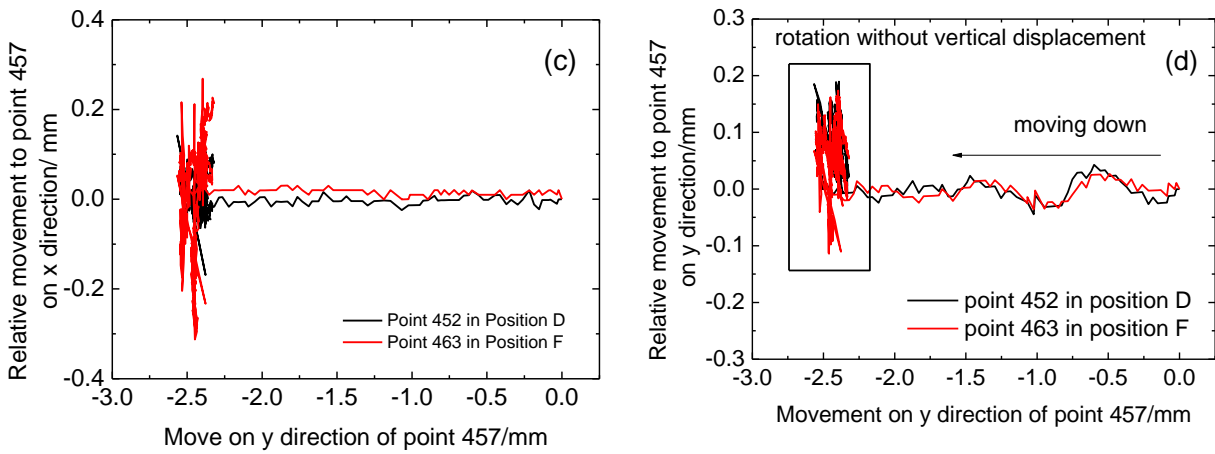 Relative movement to point 457
on x direction/ mm
0.4
0.2
0.0
-0.2
-0.4
(c)
Point 452 in Position D
Point 463 in Position F
-3.0 -2.5 -2.0 -1.5 -1.0 -0.5 0.0
Move on y direction of point 457/mm
Relative movement to point 457
on y direction/mm
0.3
0.2
0.1
0.0
-0.1
-0.2
-0.3
rotation without vertical displacement
(d)
moving down
point 452 in position D
point 463 in position F
-3.0 -2.5 -2.0 -1.5 -1.0 -0.5 0.0
Movement on y direction of point 457/mm